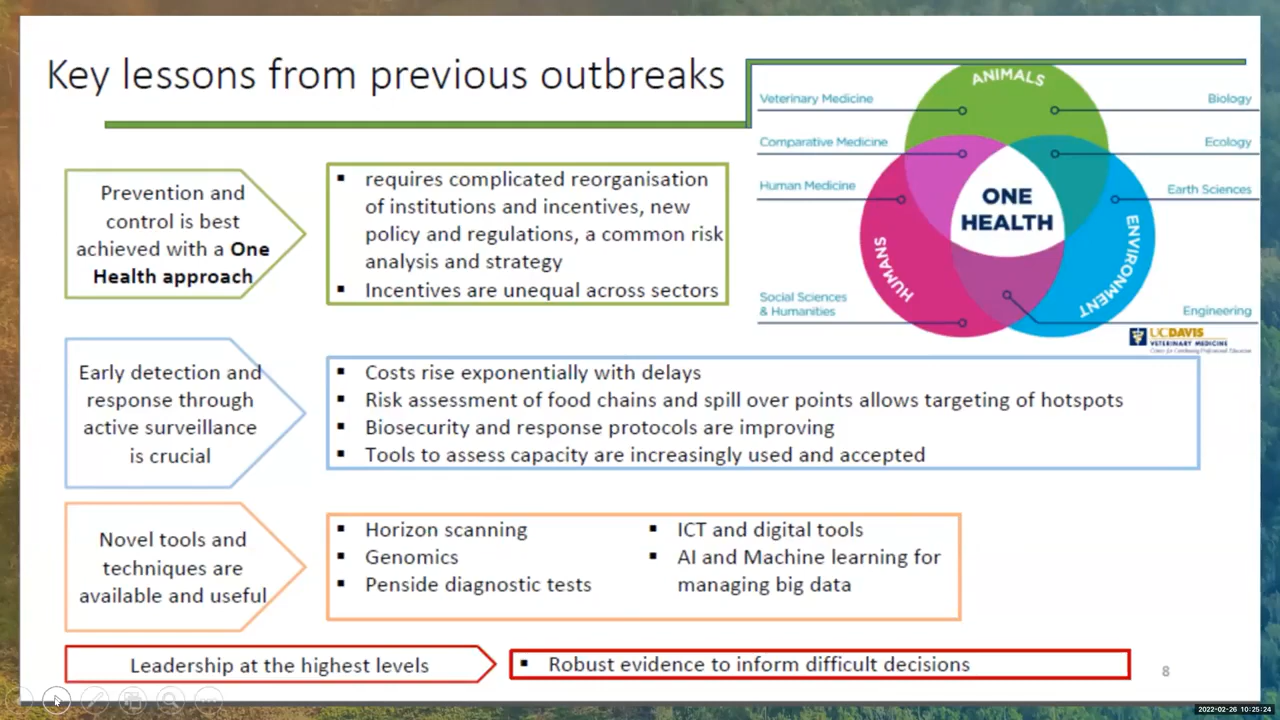 Key lessons from previous outbreaks
ANIMALS
Veterinary Medicine
Biology
Comparative Medicine
Ecology
Human Medicine
Earth Sciences
ONE
HEALTH
HUMANS
ENVIRONMENT
Social Sciences
& Humanities
Engineering
UCDAVIS
VETERINARY MEDICINE
Center for Continuing Professional Education
Prevention and
control is best
achieved with a One
Health approach
▪ requires complicated reorganisation
of institutions and incentives, new
policy and regulations, a common risk
analysis and strategy
▪ Incentives are unequal across sectors
Early detection and
response through
active surveillance
is crucial
▪ Costs rise exponentially with delays
▪ Risk assessment of food chains and spill over points allows targeting of hotspots
▪ Biosecurity and response protocols are improving
▪ Tools to assess capacity are increasingly used and accepted
Novel tools and
techniques are
available and useful
▪ Horizon scanning
▪ Genomics
▪ Penside diagnostic tests
▪ ICT and digital tools
▪ AI and Machine learning for
managing big data
Leadership at the highest levels
▪ Robust evidence to inform difficult decisions
8
2022-02-26 10:25:24